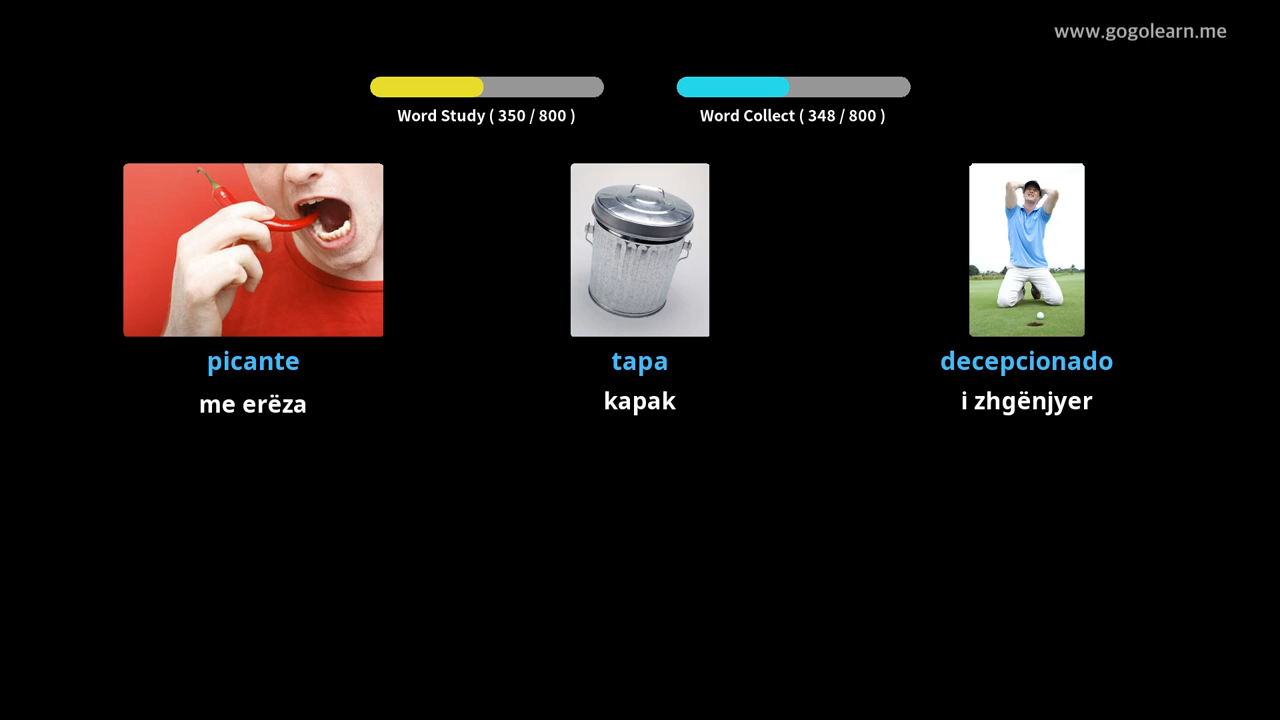 www.gogolearn.me
Word Study ( 350 / 800 )
Word Collect ( 348 / 800 )
picante
me erëza
tapa
kapak
decepcionado
i zhgënjyer